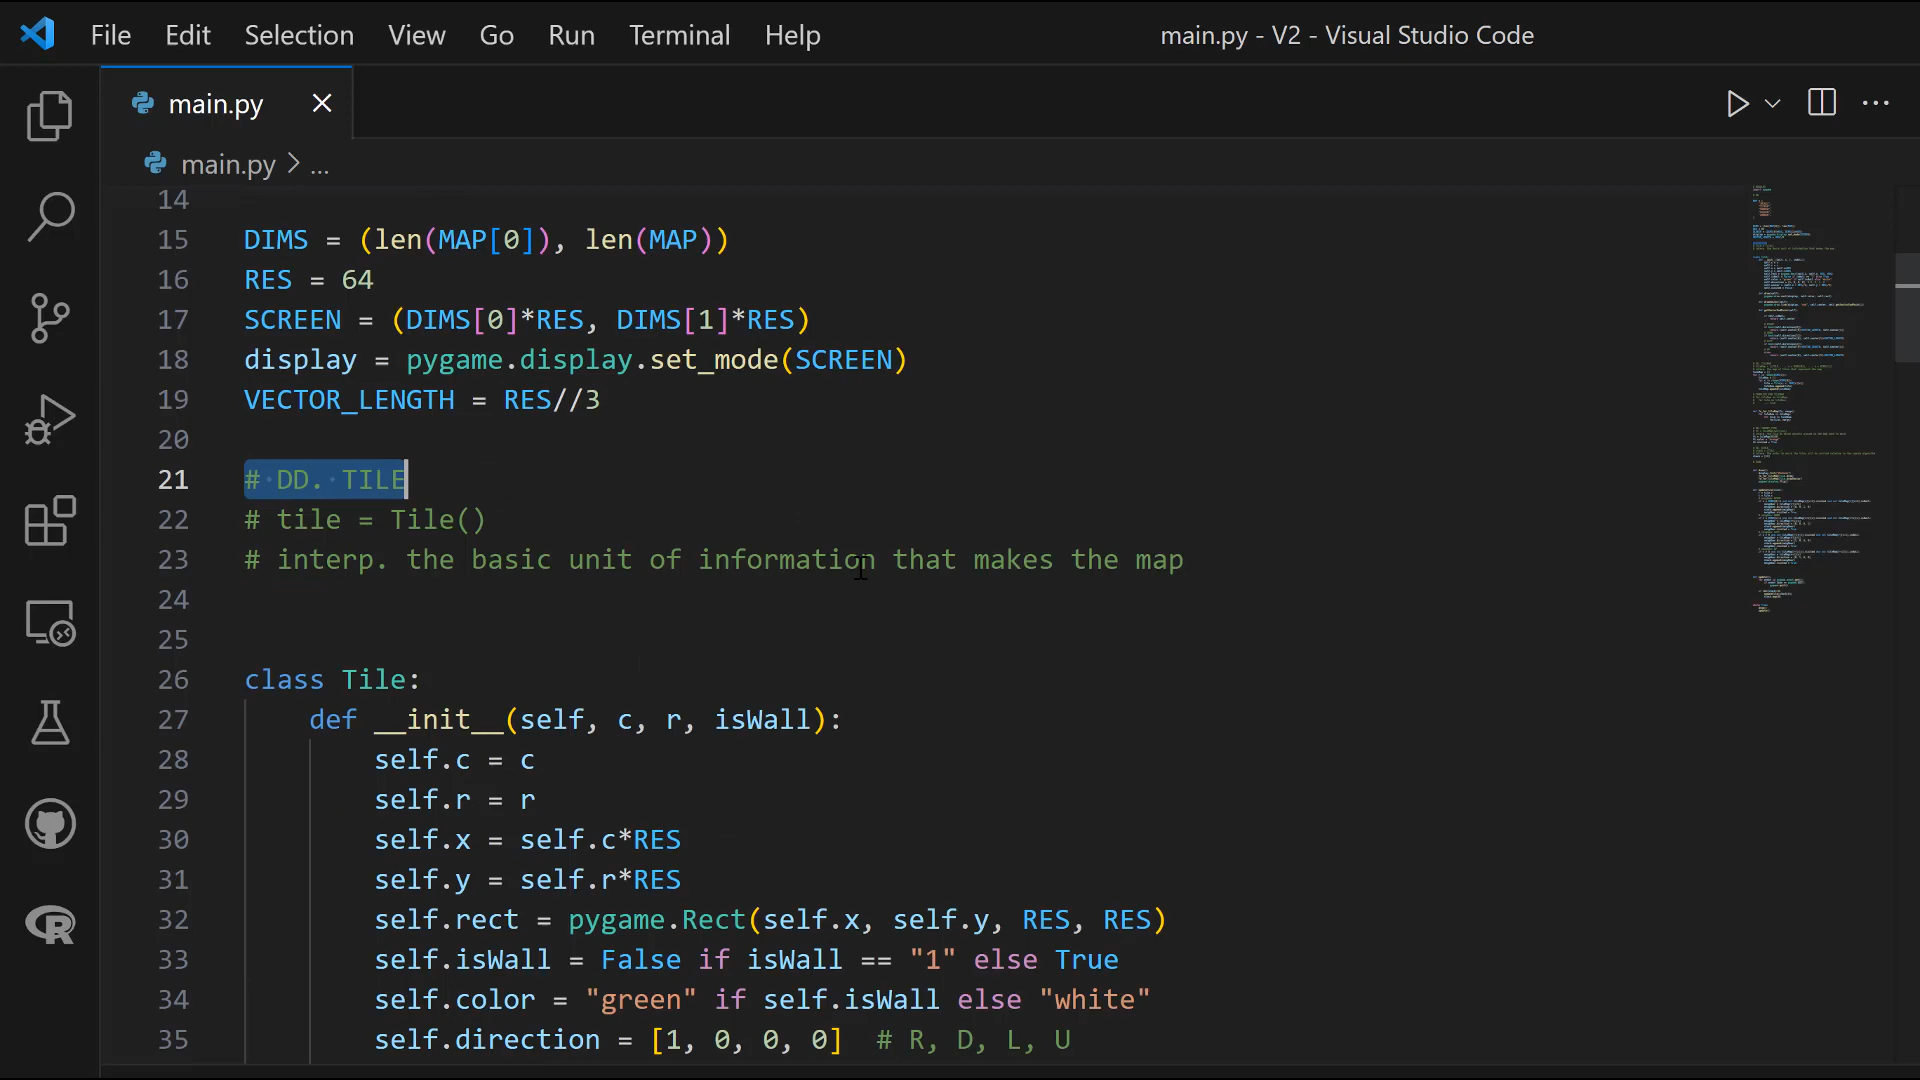 File Edit Selection View Go Run Terminal Help main.py - V2 - Visual Studio Code
main.py
main.py > ...
14
15 DIMS = (len(MAP[0]), len(MAP))
16 RES = 64
17 SCREEN = (DIMS[0]*RES, DIMS[1]*RES)
18 display = pygame.display.set_mode(SCREEN)
19 VECTOR_LENGTH = RES//3
20
21 # DD. TILE
22 # tile = Tile()
23 # interp. the basic unit of information that makes the map
24
25
26 class Tile:
27     def __init__(self, c, r, isWall):
28         self.c = c
29         self.r = r
30         self.x = self.c*RES
31         self.y = self.r*RES
32         self.rect = pygame.Rect(self.x, self.y, RES, RES)
33         self.isWall = False if isWall == "1" else True
34         self.color = "green" if self.isWall else "white"
35         self.direction = [1, 0, 0, 0]  # R, D, L, U